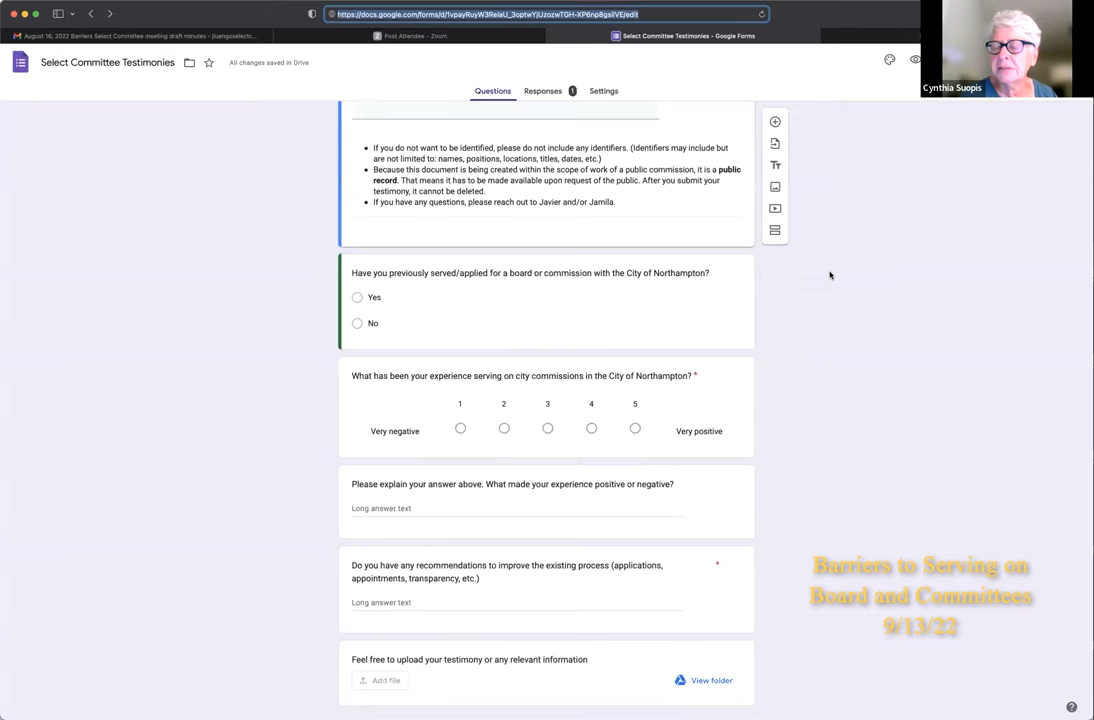 https://docs.google.com/forms/d/1vpayRuyW3RelaU_3optwYjUzozwTGH-XP6np8gsilVE/edit
August 16, 2022 Barriers Select Committee meeting draft minutes - jluengoselectc...
Post Attendee - Zoom
Select Committee Testimonies - Google Forms
Select Committee Testimonies
All changes saved in Drive
Cynthia Suopis
Questions
Responses 1
Settings
If you do not want to be identified, please do not include any identifiers. (Identifiers may include but
are not limited to: names, positions, locations, titles, dates, etc.)
Because this document is being created within the scope of work of a public commission, it is a public
record. That means it has to be made available upon request of the public. After you submit your
testimony, it cannot be deleted.
If you have any questions, please reach out to Javier and/or Jamila.
Tт
Have you previously served/applied for a board or commission with the City of Northampton?
Yes
No
What has been your experience serving on city commissions in the City of Northampton? *
1 2 3 4 5
Very negative
Very positive
Please explain your answer above. What made your experience positive or negative?
Long answer text
Do you have any recommendations to improve the existing process (applications, *
appointments, transparency, etc.)
Long answer text
Feel free to upload your testimony or any relevant information
Add file
View folder
Barriers to Serving on
Board and Committees
9/13/22